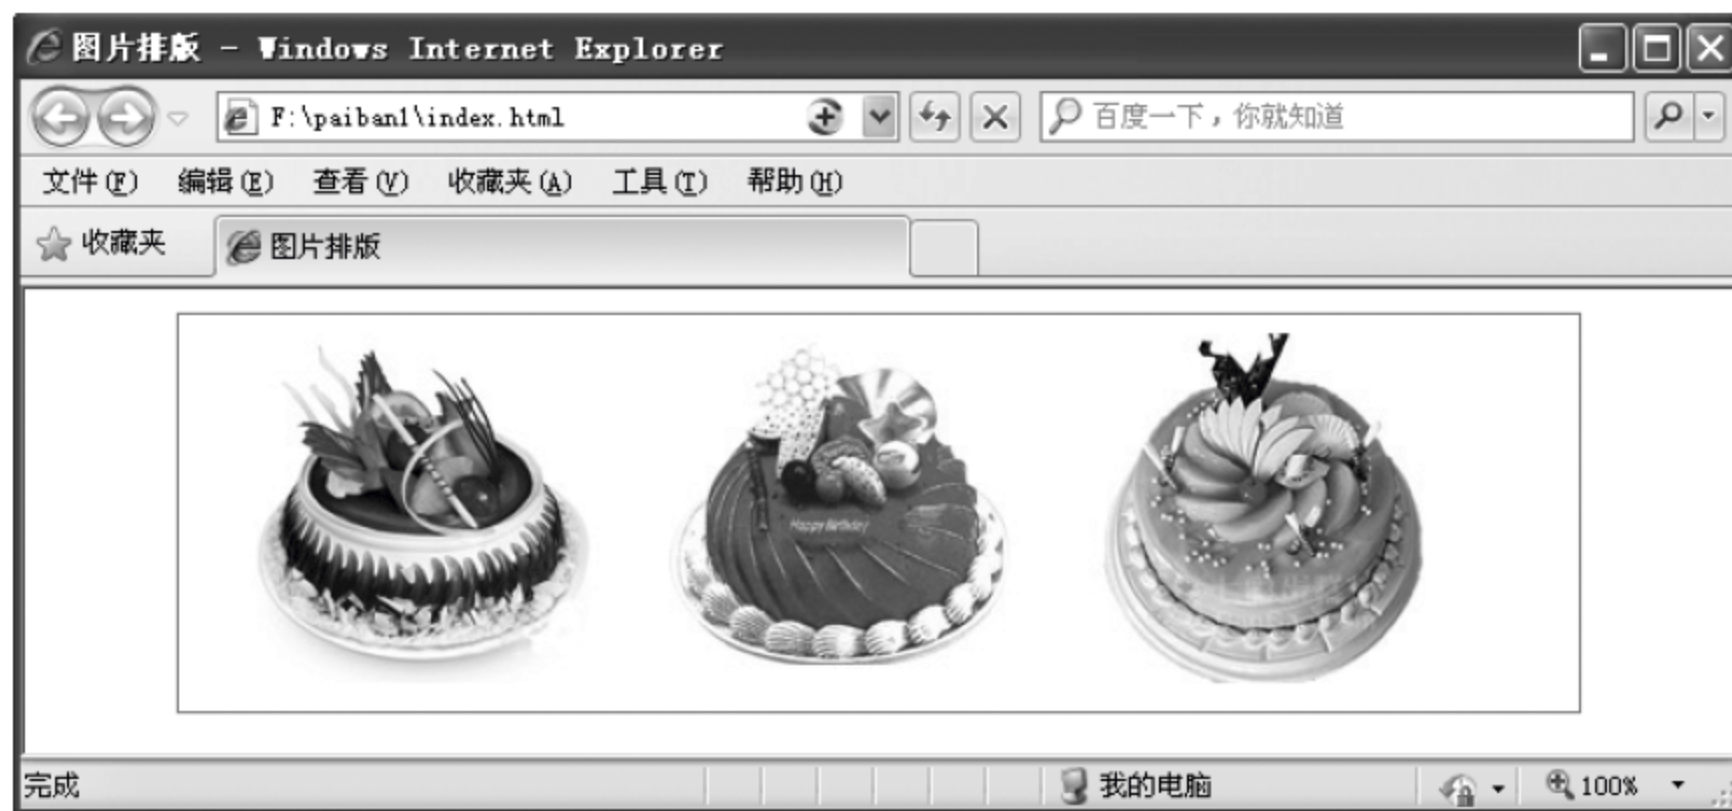 图片排版 - Windows Internet Explorer
F:\paiban1\index.html
百度一下，你就知道
文件(F) 编辑(E) 查看(V) 收藏夹(A) 工具(T) 帮助(H)
收藏夹 图片排版
Happy Birthday
完成 我的电脑 100%